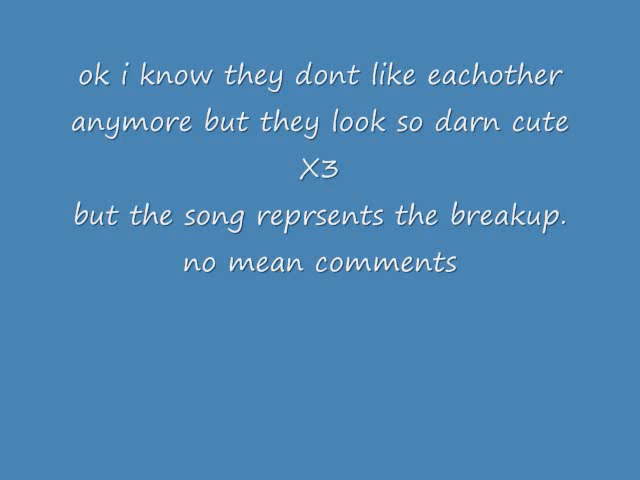 ok i know they dont like eachother
anymore but they look so darn cute
X3
but the song reprsents the breakup.
no mean comments